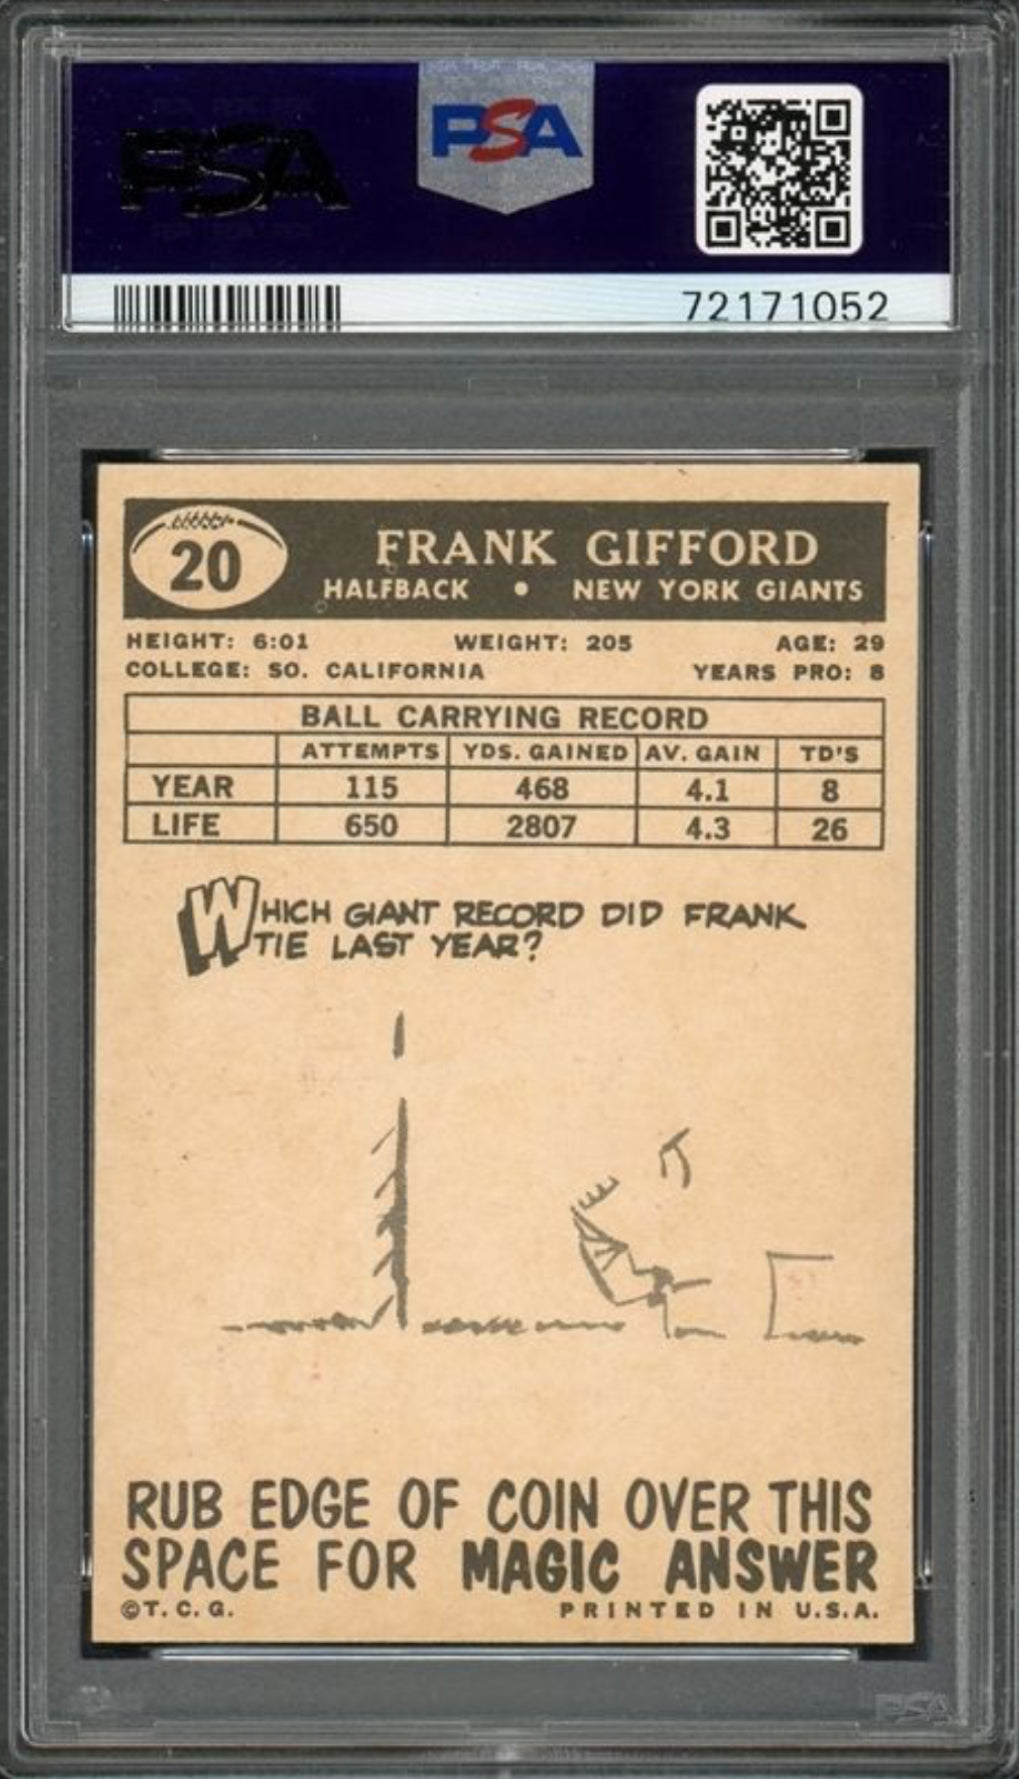 PSA
PSA
72171052
20
FRANK GIFFORD
HALFBACK • NEW YORK GIANTS
HEIGHT: 6:01 WEIGHT: 205 AGE: 29
COLLEGE: SO. CALIFORNIA YEARS PRO: 8
BALL CARRYING RECORD
ATTEMPTS YDS. GAINED AV. GAIN TD'S
YEAR 115 468 4.1 8
LIFE 650 2807 4.3 26
WHICH GIANT RECORD DID FRANK
TIE LAST YEAR?
RUB EDGE OF COIN OVER THIS
SPACE FOR MAGIC ANSWER
©T.C.G. PRINTED IN U.S.A.
PSA